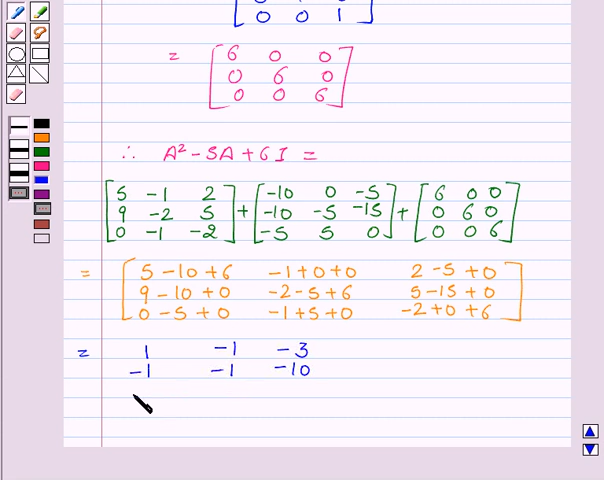 0 0 1
= [6 0 0
0 6 0
0 0 6]
∴ A² - 5A + 6I =
[5 -1 2
9 -2 5
0 -1 -2] + [-10 0 -5
-10 -5 -15
-5 5 0] + [6 0 0
0 6 0
0 0 6]
= [5-10+6 -1+0+0 2-5+0
9-10+0 -2-5+6 5-15+0
0-5+0 -1+5+0 -2+0+6]
= 1 -1 -3
-1 -1 -10